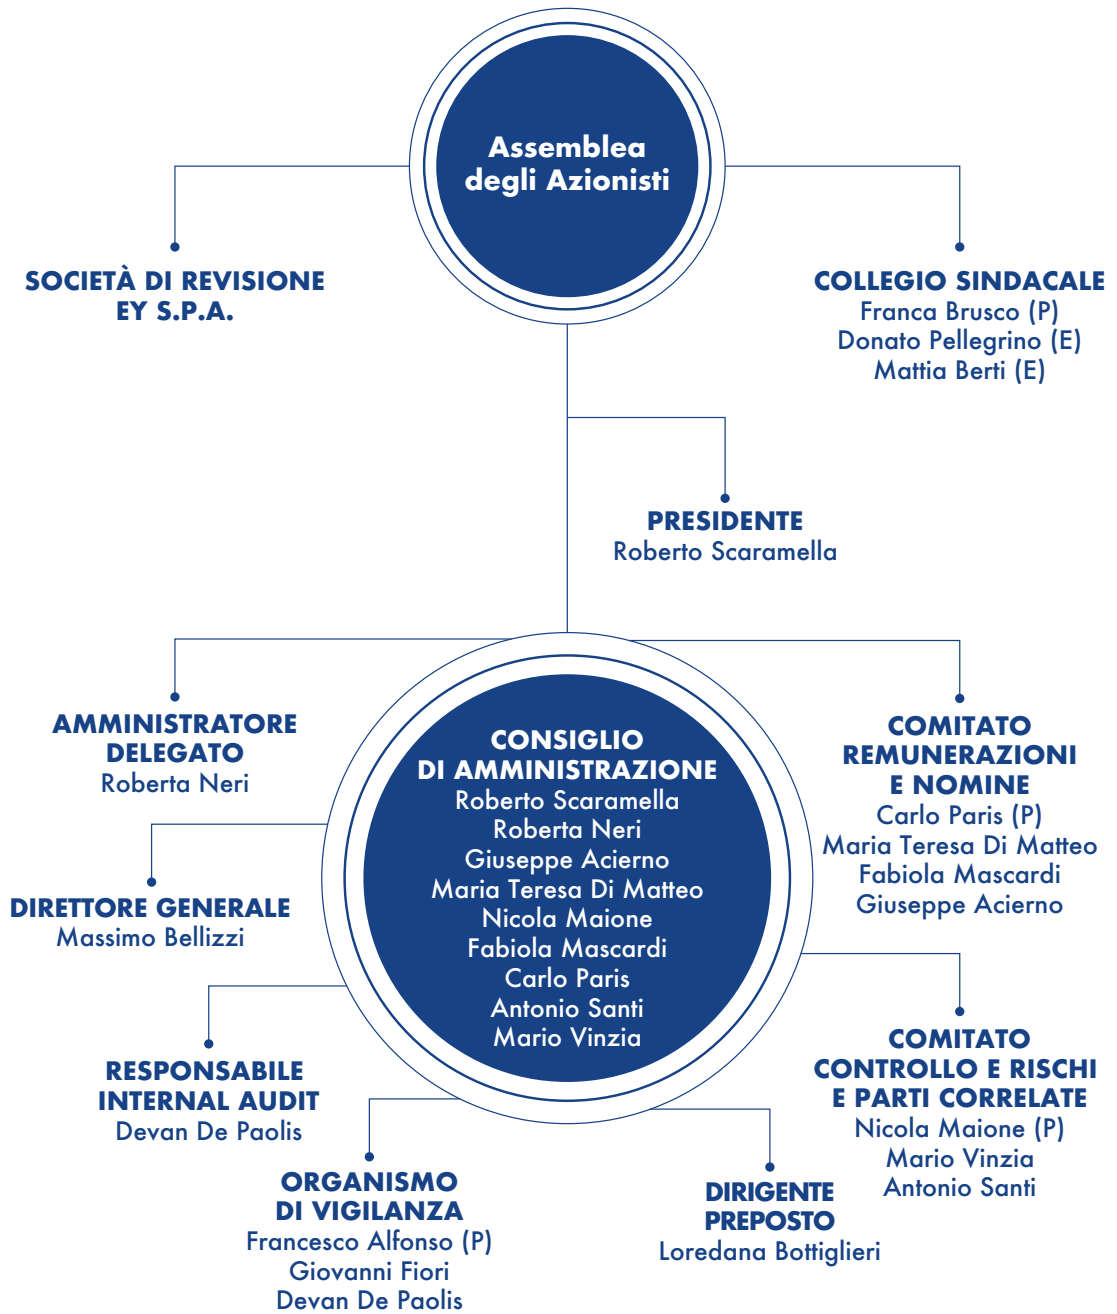 Assemblea
degli Azionisti
SOCIETÀ DI REVISIONE
EY S.P.A.
COLLEGIO SINDACALE
Franca Brusco (P)
Donato Pellegrino (E)
Mattia Berti (E)
PRESIDENTE
Roberto Scaramella
AMMINISTRATORE
DELEGATO
Roberta Neri
CONSIGLIO
DI AMMINISTRAZIONE
Roberto Scaramella
Roberta Neri
Giuseppe Acierno
Maria Teresa Di Matteo
Nicola Maione
Fabiola Mascardi
Carlo Paris
Antonio Santi
Mario Vinzia
COMITATO
REMUNERAZIONI
E NOMINE
Carlo Paris (P)
Maria Teresa Di Matteo
Fabiola Mascardi
Giuseppe Acierno
DIRETTORE GENERALE
Massimo Bellizzi
RESPONSABILE
INTERNAL AUDIT
Devan De Paolis
COMITATO
CONTROLLO E RISCHI
E PARTI CORRELATE
Nicola Maione (P)
Mario Vinzia
Antonio Santi
ORGANISMO
DI VIGILANZA
Francesco Alfonso (P)
Giovanni Fiori
Devan De Paolis
DIRIGENTE
PREPOSTO
Loredana Bottiglieri